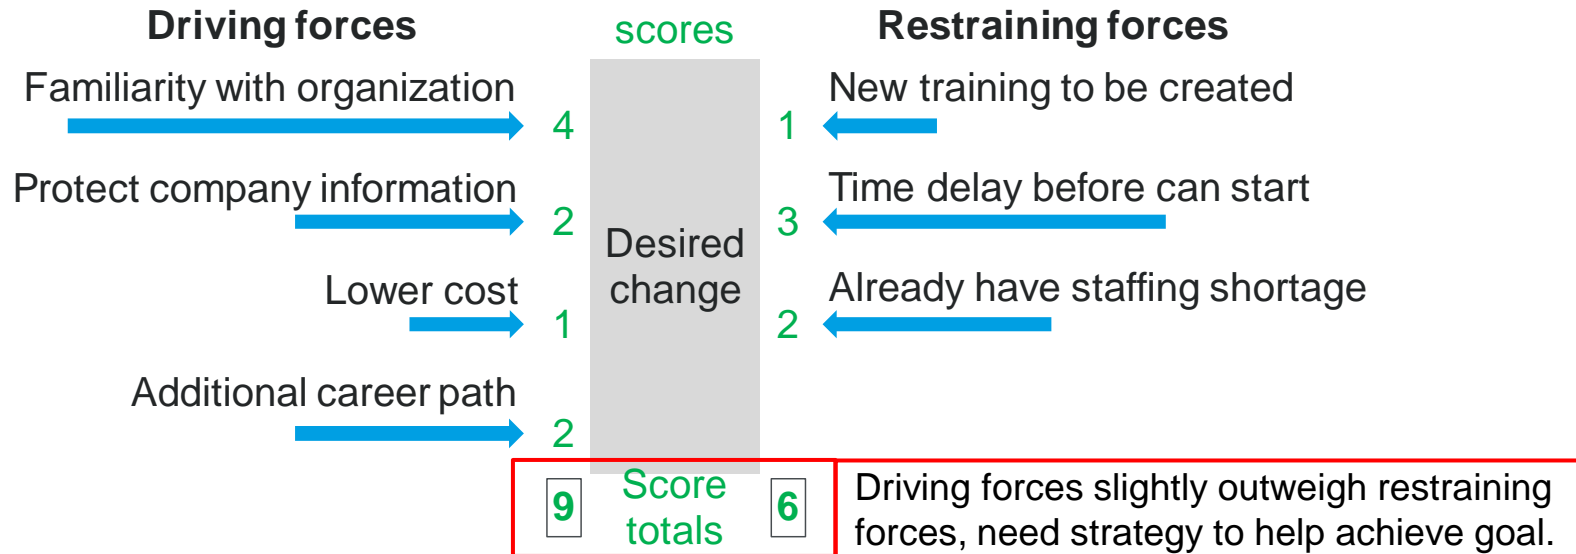 Driving forces
scores
Restraining forces
Familiarity with organization
4
1
New training to be created
Protect company information
2
3
Time delay before can start
Desired
change
Lower cost
1
2
Already have staffing shortage
Additional career path
2
9
Score
totals
6
Driving forces slightly outweigh restraining
forces, need strategy to help achieve goal.